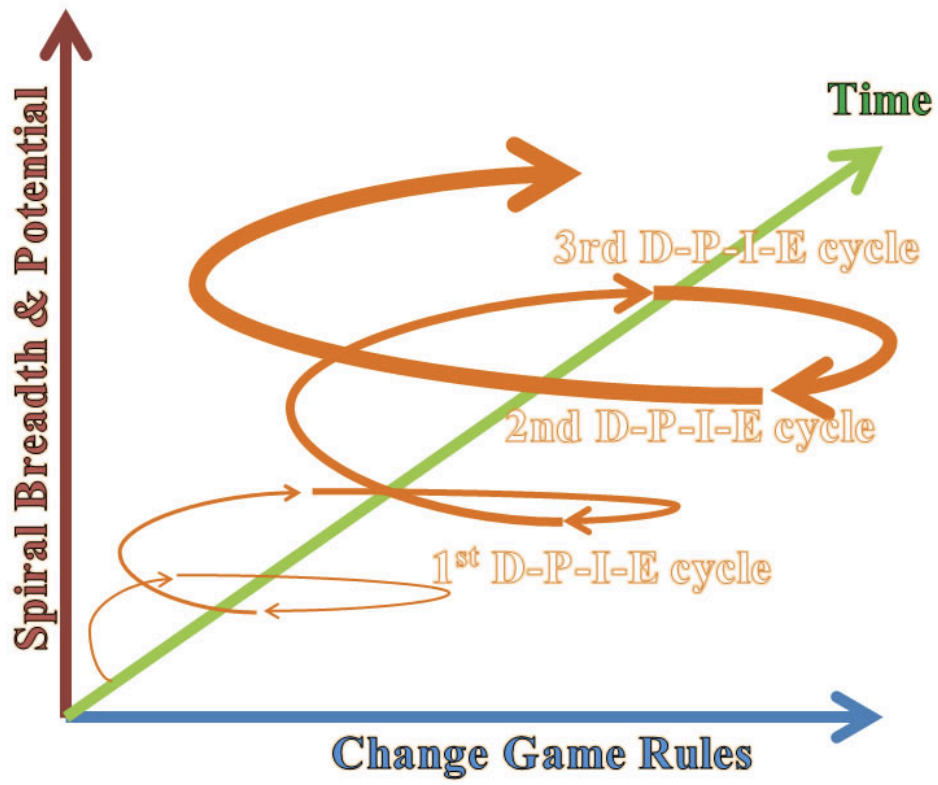 Time
Spiral Breadth & Potential
3rd D-P-I-E cycle
2nd D-P-I-E cycle
1st D-P-I-E cycle
Change Game Rules